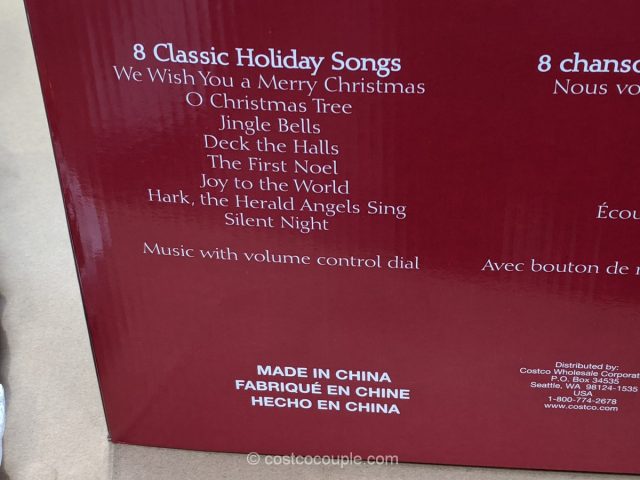 8 Classic Holiday Songs
We Wish You a Merry Christmas
O Christmas Tree
Jingle Bells
Deck the Halls
The First Noel
Joy to the World
Hark, the Herald Angels Sing
Silent Night
Music with volume control dial
8 chanso
Nous vo
Écou
Avec bouton de
MADE IN CHINA
FABRIQUÉ EN CHINE
HECHO EN CHINA
Distributed by:
Costco Wholesale Corporat
P.O. Box 34535
Seattle, WA 98124-1535
USA
1-800-774-2678
www.costco.com
© costcocouple.com